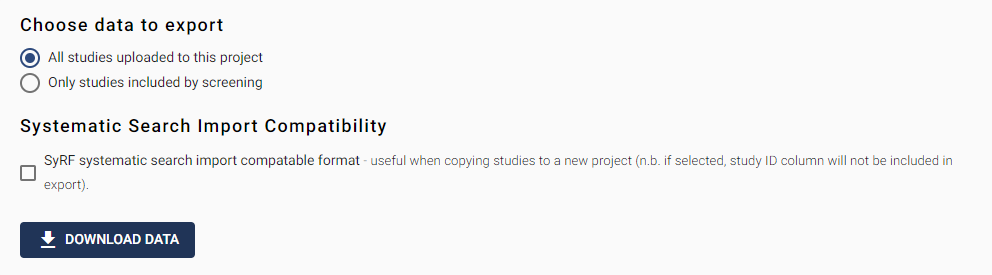 Choose data to export
All studies uploaded to this project
Only studies included by screening
Systematic Search Import Compatibility
SyRF systematic search import compatable format - useful when copying studies to a new project (n.b. if selected, study ID column will not be included in
export).
DOWNLOAD DATA